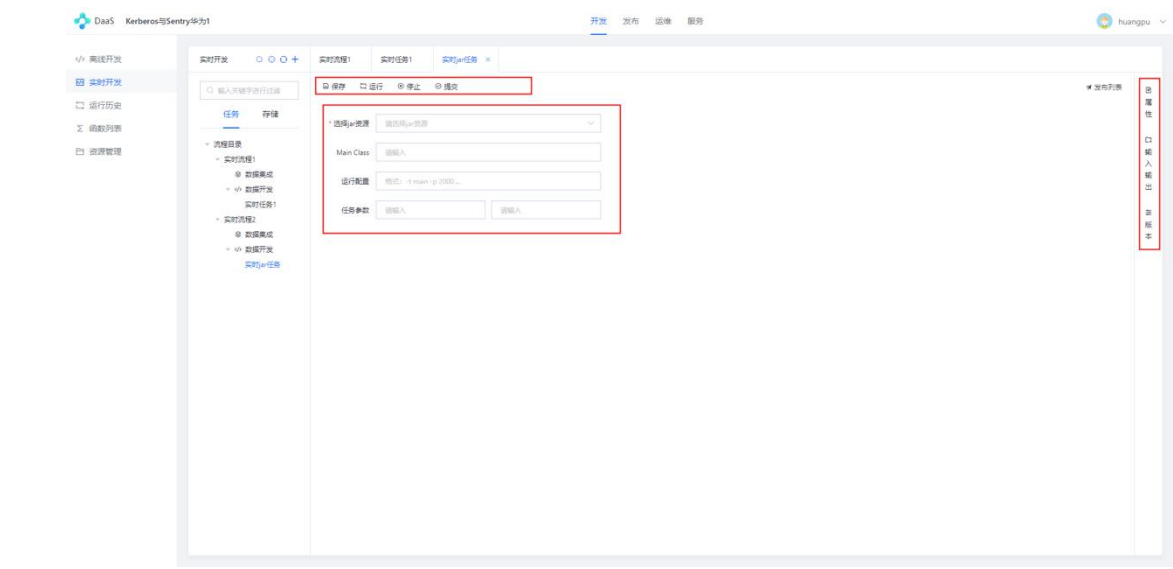 DaaS Kerberos与Sentry华为1 开发 发布 运维 服务 huangpu
离线开发
实时开发
运行历史
函数列表
资源管理
实时开发
输入关键字进行过滤
任务 存储
流程目录
实时流程1
数据集成
数据开发
实时任务1
实时流程2
数据集成
数据开发
实时jar任务
实时流程1 实时任务1 实时jar任务 ×
保存 运行 停止 提交 发布列表
* 选择jar资源 请选择jar资源
Main Class 请输入
运行配置 格式: -t main -p 2000 ...
任务参数 请输入 请输入
属性
输入输出
版本